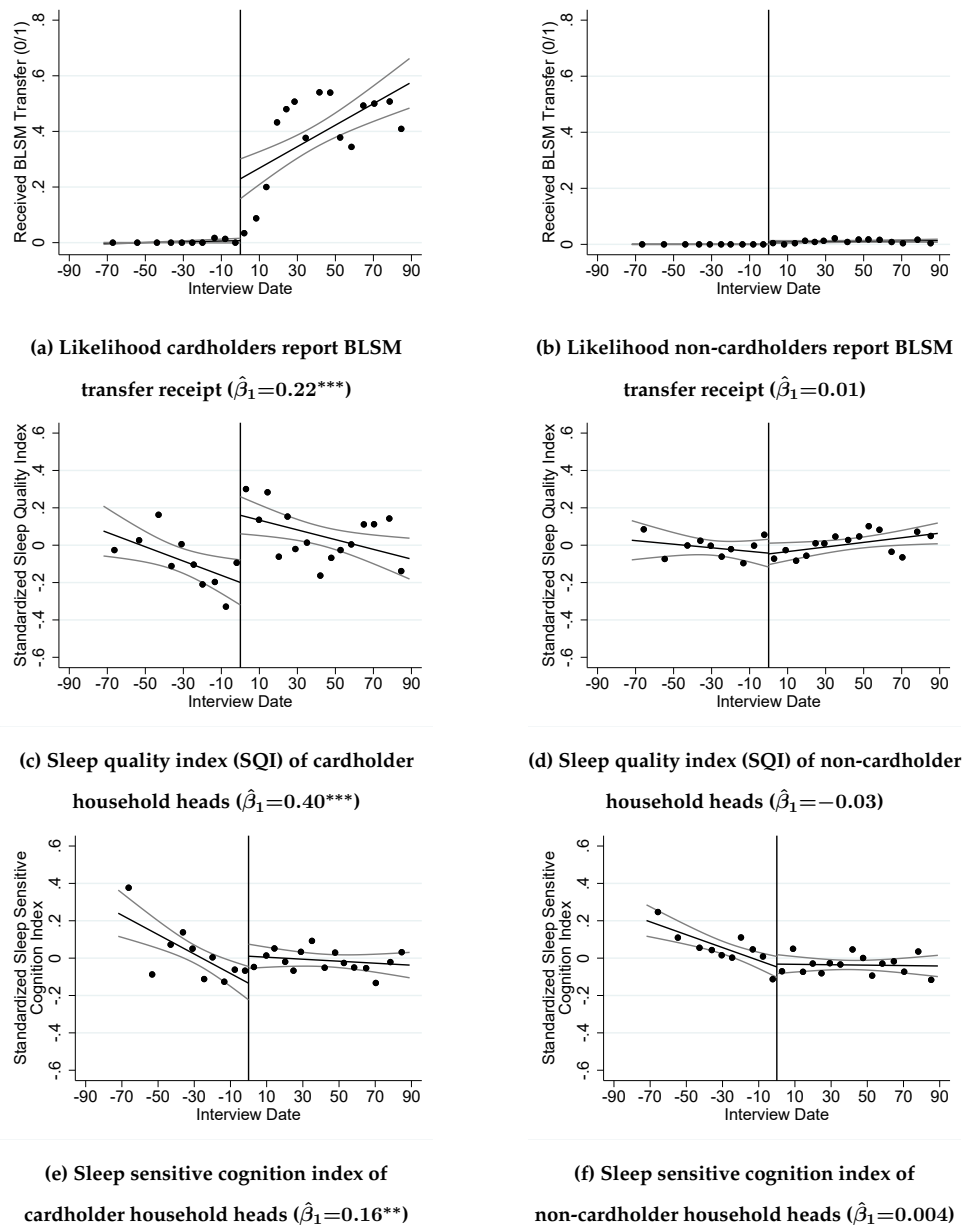 Received BLSM Transfer (0/1)
.8
.6
.4
.2
0
-90 -70 -50 -30 -10 10 30 50 70 90
Interview Date
Received BLSM Transfer (0/1)
.8
.6
.4
.2
0
-90 -70 -50 -30 -10 10 30 50 70 90
Interview Date
(a) Likelihood cardholders report BLSM
transfer receipt (β̂₁=0.22***)
(b) Likelihood non-cardholders report BLSM
transfer receipt (β̂₁=0.01)
Standardized Sleep Quality Index
.6
.4
.2
0
-.2
-.4
-.6
-90 -70 -50 -30 -10 10 30 50 70 90
Interview Date
Standardized Sleep Quality Index
.6
.4
.2
0
-.2
-.4
-.6
-90 -70 -50 -30 -10 10 30 50 70 90
Interview Date
(c) Sleep quality index (SQI) of cardholder
household heads (β̂₁=0.40***)
(d) Sleep quality index (SQI) of non-cardholder
household heads (β̂₁=−0.03)
Standardized Sleep Sensitive
Cognition Index
.6
.4
.2
0
-.2
-.4
-.6
-90 -70 -50 -30 -10 10 30 50 70 90
Interview Date
Standardized Sleep Sensitive
Cognition Index
.6
.4
.2
0
-.2
-.4
-.6
-90 -70 -50 -30 -10 10 30 50 70 90
Interview Date
(e) Sleep sensitive cognition index of
cardholder household heads (β̂₁=0.16**)
(f) Sleep sensitive cognition index of
non-cardholder household heads (β̂₁=0.004)